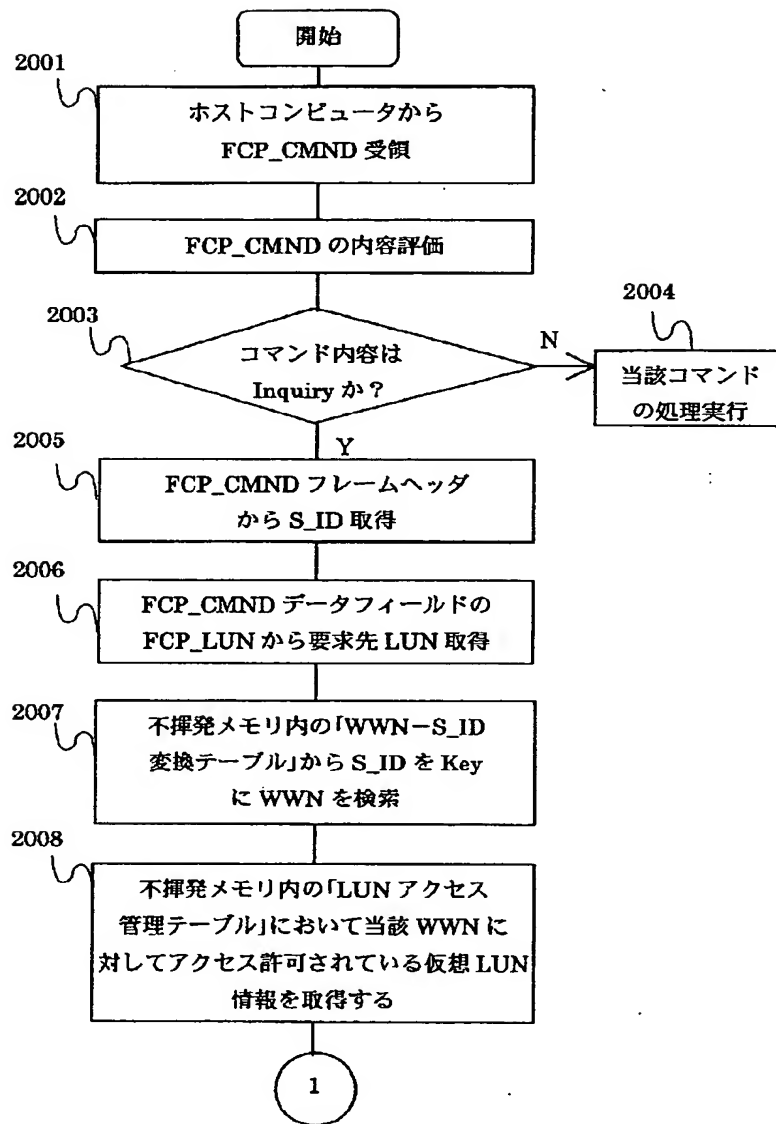 開始
2001
ホストコンピュータから
FCP_CMND 受領
2002
FCP_CMND の内容評価
2003
コマンド内容は
Inquiry か？
N
2004
当該コマンド
の処理実行
Y
2005
FCP_CMND フレームヘッダ
から S_ID 取得
2006
FCP_CMND データフィールドの
FCP_LUN から要求先 LUN 取得
2007
不揮発メモリ内の「WWN－S_ID
変換テーブル」から S_ID を Key
に WWN を検索
2008
不揮発メモリ内の「LUN アクセス
管理テーブル」において当該 WWN に
対してアクセス許可されている仮想 LUN
情報を取得する
1